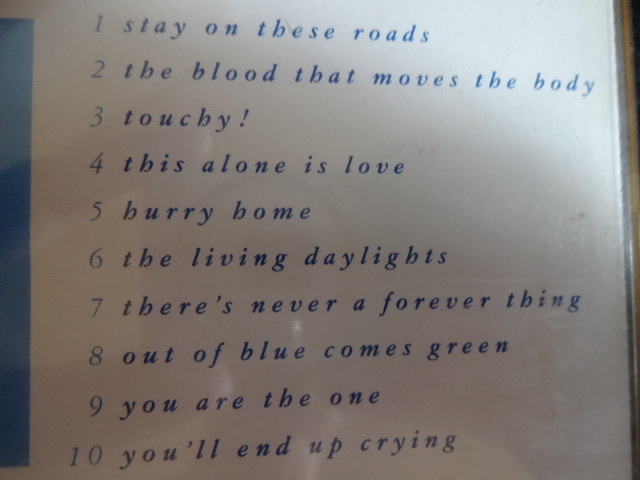 1 stay on these roads
2 the blood that moves the body
3 touchy!
4 this alone is love
5 hurry home
6 the living daylights
7 there's never a forever thing
8 out of blue comes green
9 you are the one
10 you'll end up crying